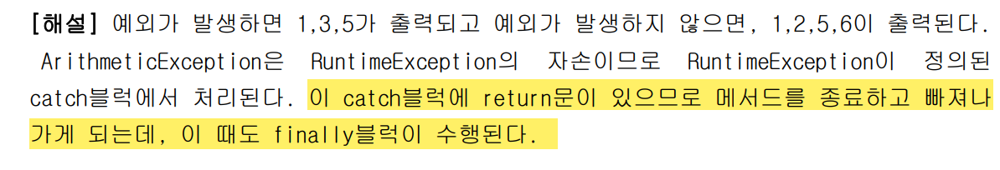 [해설] 예외가 발생하면 1,3,5가 출력되고 예외가 발생하지 않으면, 1,2,5,6이 출력된다.
ArithmeticException은 RuntimeException의 자손이므로 RuntimeException이 정의된
catch블럭에서 처리된다. 이 catch블럭에 return문이 있으므로 메서드를 종료하고 빠져나
가게 되는데, 이 때도 finally블럭이 수행된다.